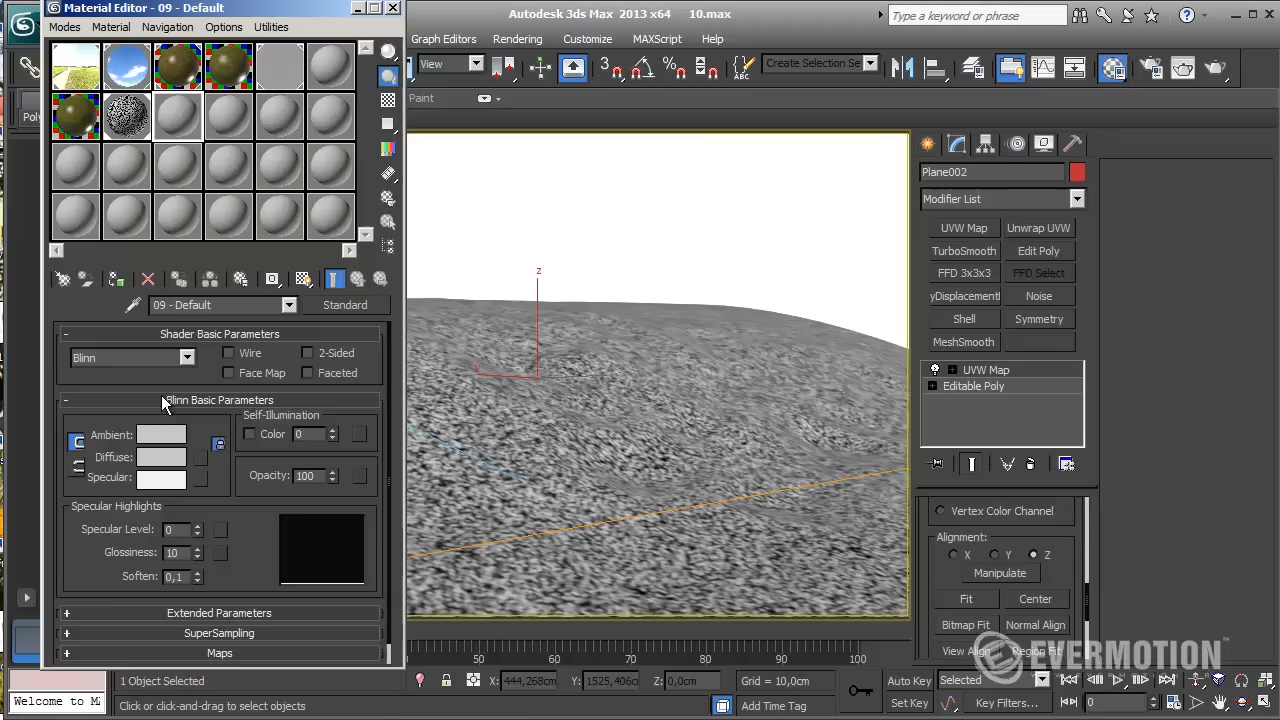 Material Editor - 09 - Default
Autodesk 3ds Max 2013 x64 10.max
Type a keyword or phrase
Modes Material Navigation Options Utilities
Graph Editors Rendering Customize MAXScript Help
View
Create Selection Se
Poly
Paint
Plane002
Modifier List
UVW Map Unwrap UVW
TurboSmooth Edit Poly
FFD 3x3x3 FFD Select
yDisplacementl Noise
Shell Symmetry
MeshSmooth
z
09 - Default Standard
Shader Basic Parameters
Blinn Wire 2-Sided
Face Map Faceted
UVW Map
Editable Poly
Blinn Basic Parameters
Self-Illumination
Ambient: Color 0
Diffuse:
Specular: Opacity: 100
Specular Highlights
Specular Level: 0
Glossiness: 10
Soften: 0,1
Extended Parameters
SuperSampling
Maps
Vertex Color Channel
Alignment:
X Y Z
Manipulate
Fit Center
Bitmap Fit Normal Align
View Align Region Fit
EVERMOTION™
50 60 70 80 90 100
1 Object Selected X: 444,268cm Y: 1525,406c Z: 0,0cm Grid = 10,0cm Auto Key Selected
Welcome to M Click or click-and-drag to select objects Add Time Tag Set Key Key Filters... 0